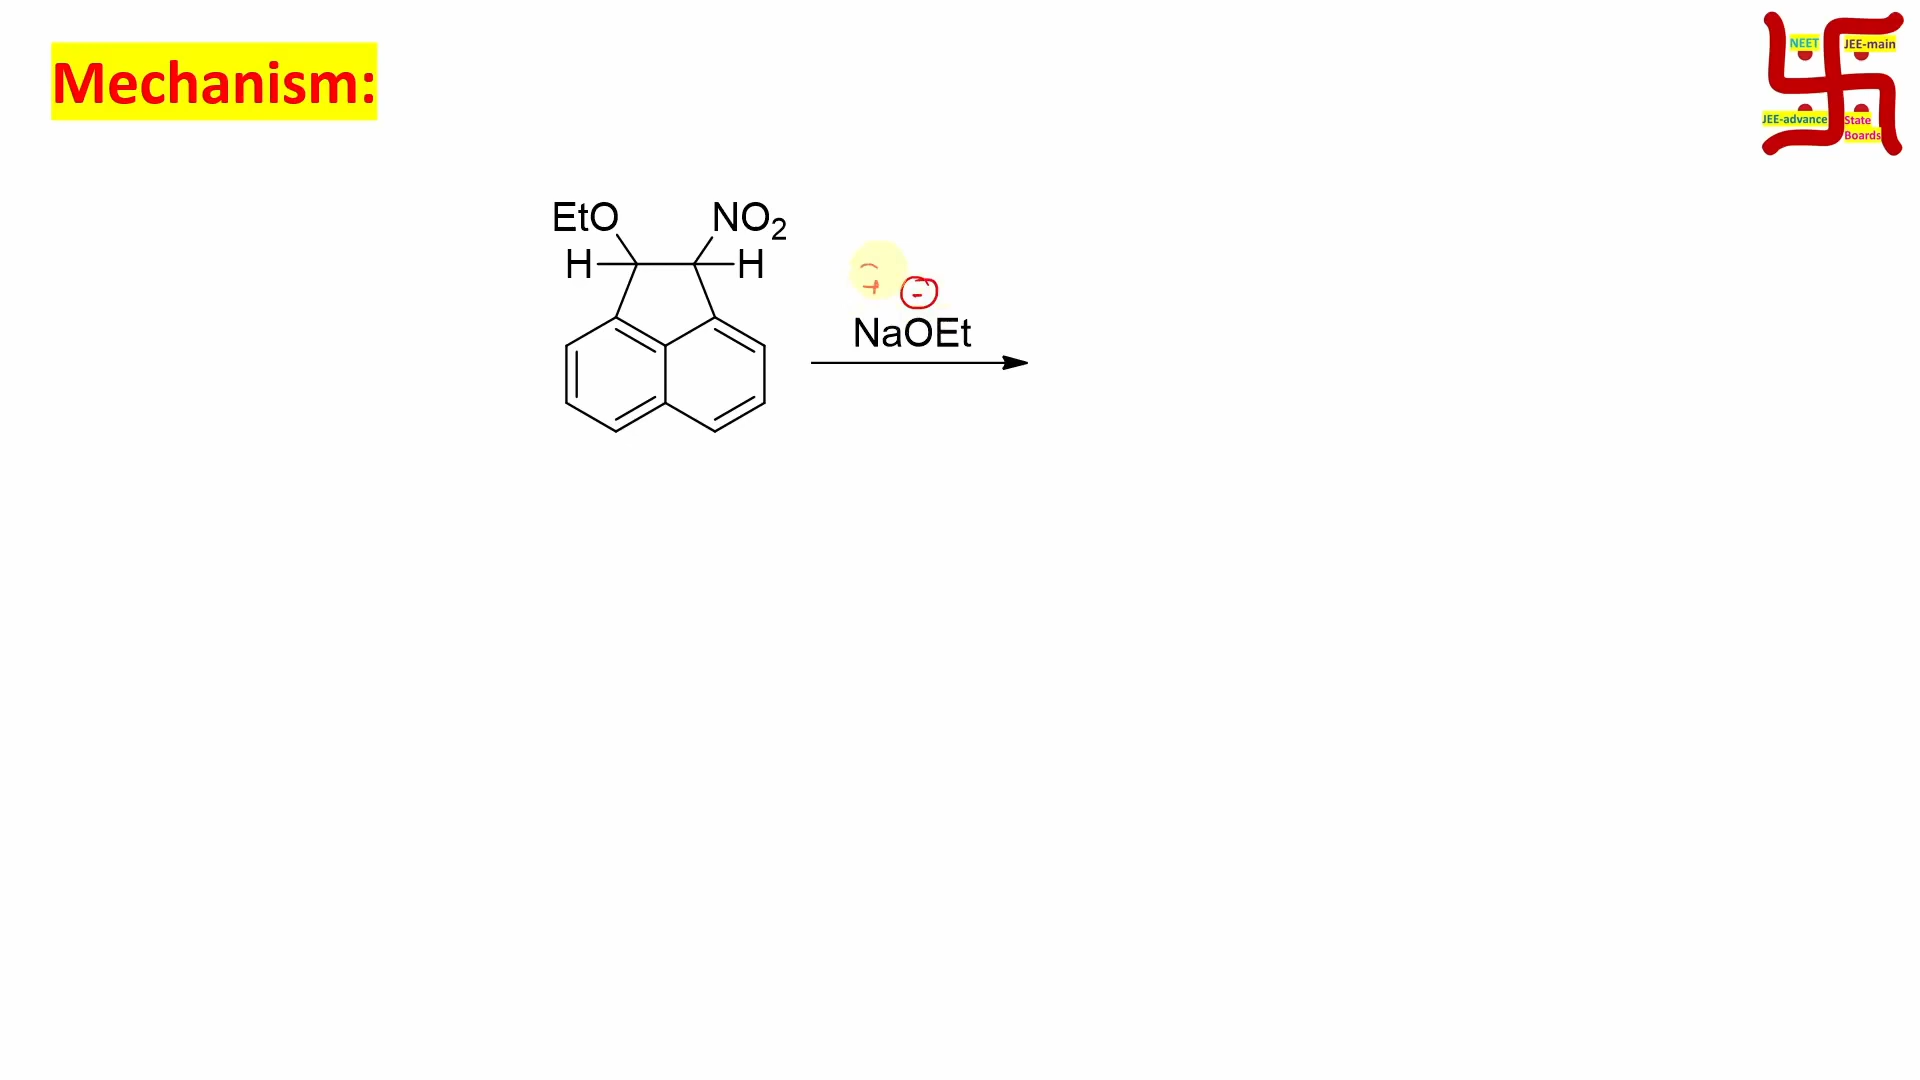 Mechanism:
NEET
JEE-main
JEE-advance
State
Boards
EtO
NO2
H
H
+
-
NaOEt